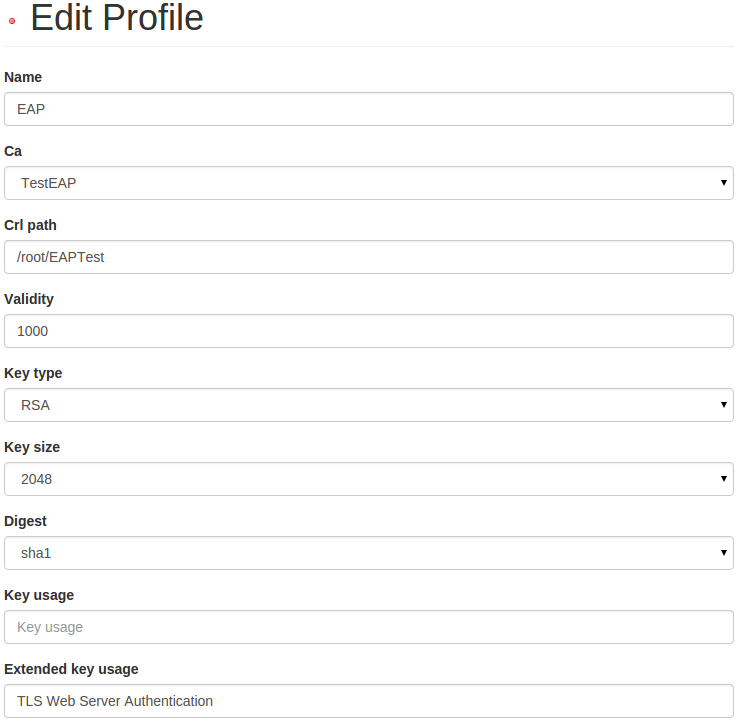 Edit Profile
Name
EAP
Ca
TestEAP
Crl path
/root/EAPTest
Validity
1000
Key type
RSA
Key size
2048
Digest
sha1
Key usage
Key usage
Extended key usage
TLS Web Server Authentication